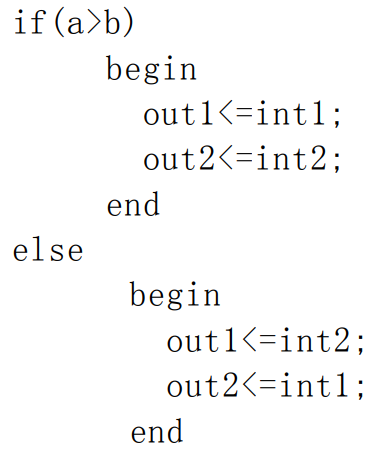 if(a>b)
begin
out1<=int1;
out2<=int2;
end
else
begin
out1<=int2;
out2<=int1;
end